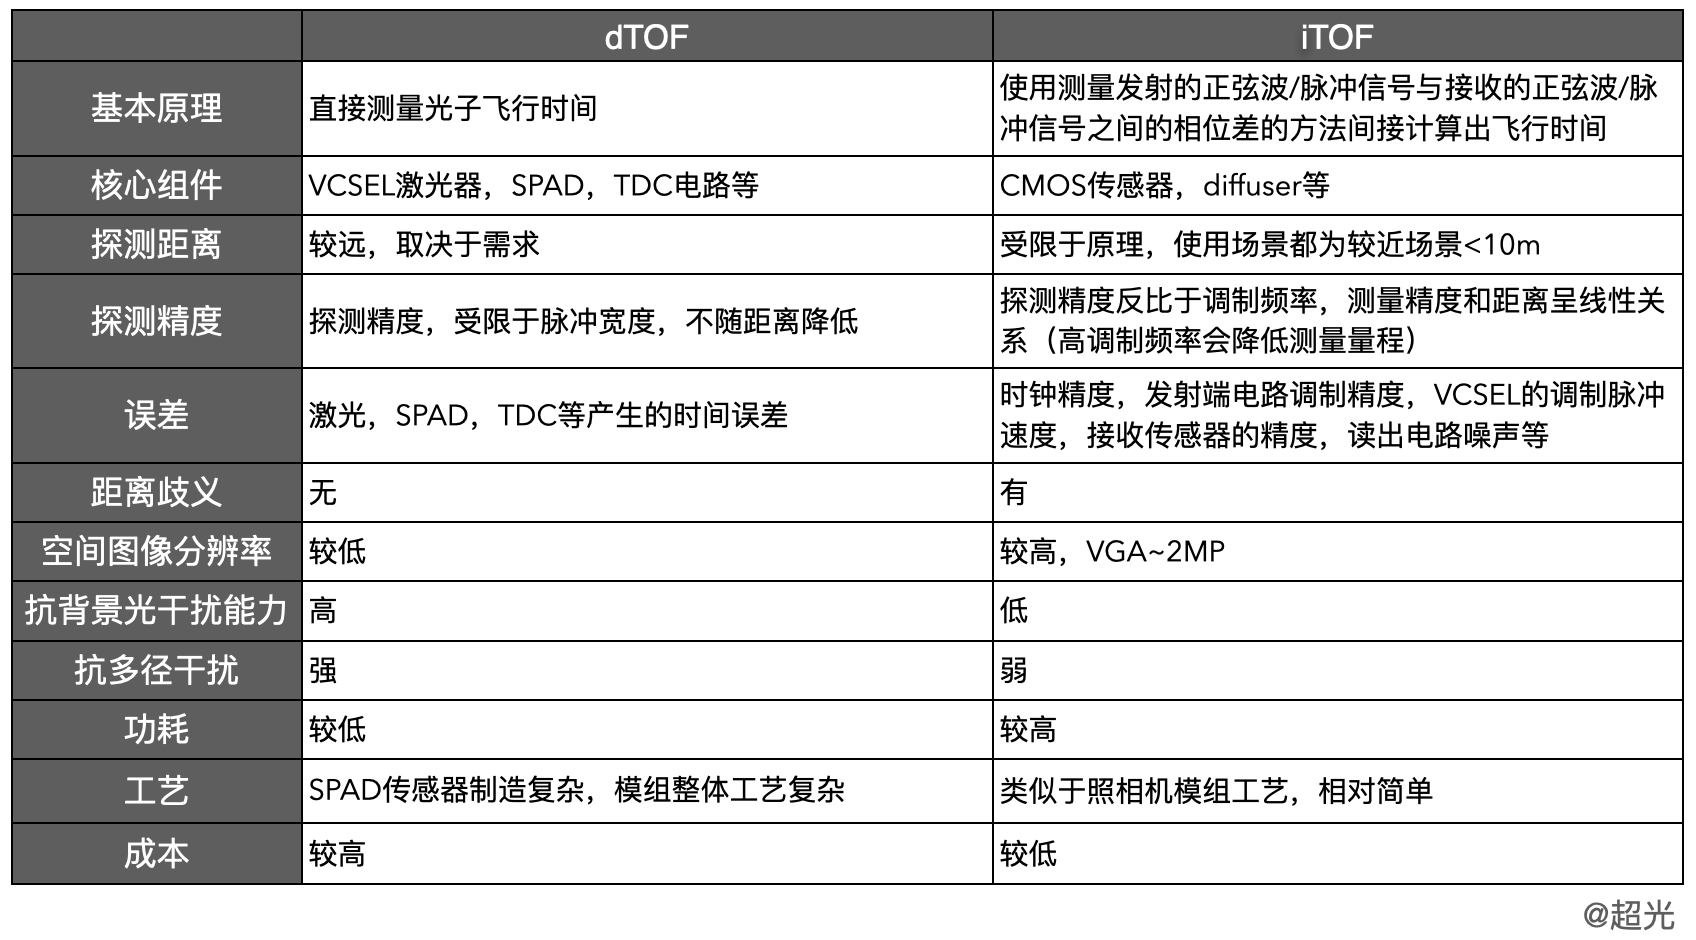 dTOF
iTOF
基本原理
直接测量光子飞行时间
使用测量发射的正弦波/脉冲信号与接收的正弦波/脉
冲信号之间的相位差的方法间接计算出飞行时间
核心组件
VCSEL激光器，SPAD，TDC电路等
CMOS传感器，diffuser等
探测距离
较远，取决于需求
受限于原理，使用场景都为较近场景<10m
探测精度
探测精度，受限于脉冲宽度，不随距离降低
探测精度反比于调制频率，测量精度和距离呈线性关
系（高调制频率会降低测量量程）
误差
激光，SPAD，TDC等产生的时间误差
时钟精度，发射端电路调制精度，VCSEL的调制脉冲
速度，接收传感器的精度，读出电路噪声等
距离歧义
无
有
空间图像分辨率
较低
较高，VGA~2MP
抗背景光干扰能力
高
低
抗多径干扰
强
弱
功耗
较低
较高
工艺
SPAD传感器制造复杂，模组整体工艺复杂
类似于照相机模组工艺，相对简单
成本
较高
较低
@超光